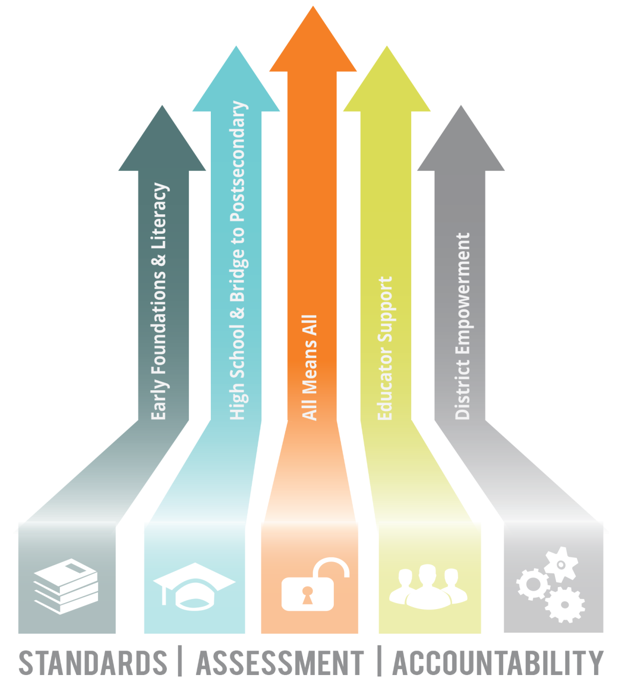 Early Foundations & Literacy
High School & Bridge to Postsecondary
All Means All
Educator Support
District Empowerment
STANDARDS | ASSESSMENT | ACCOUNTABILITY